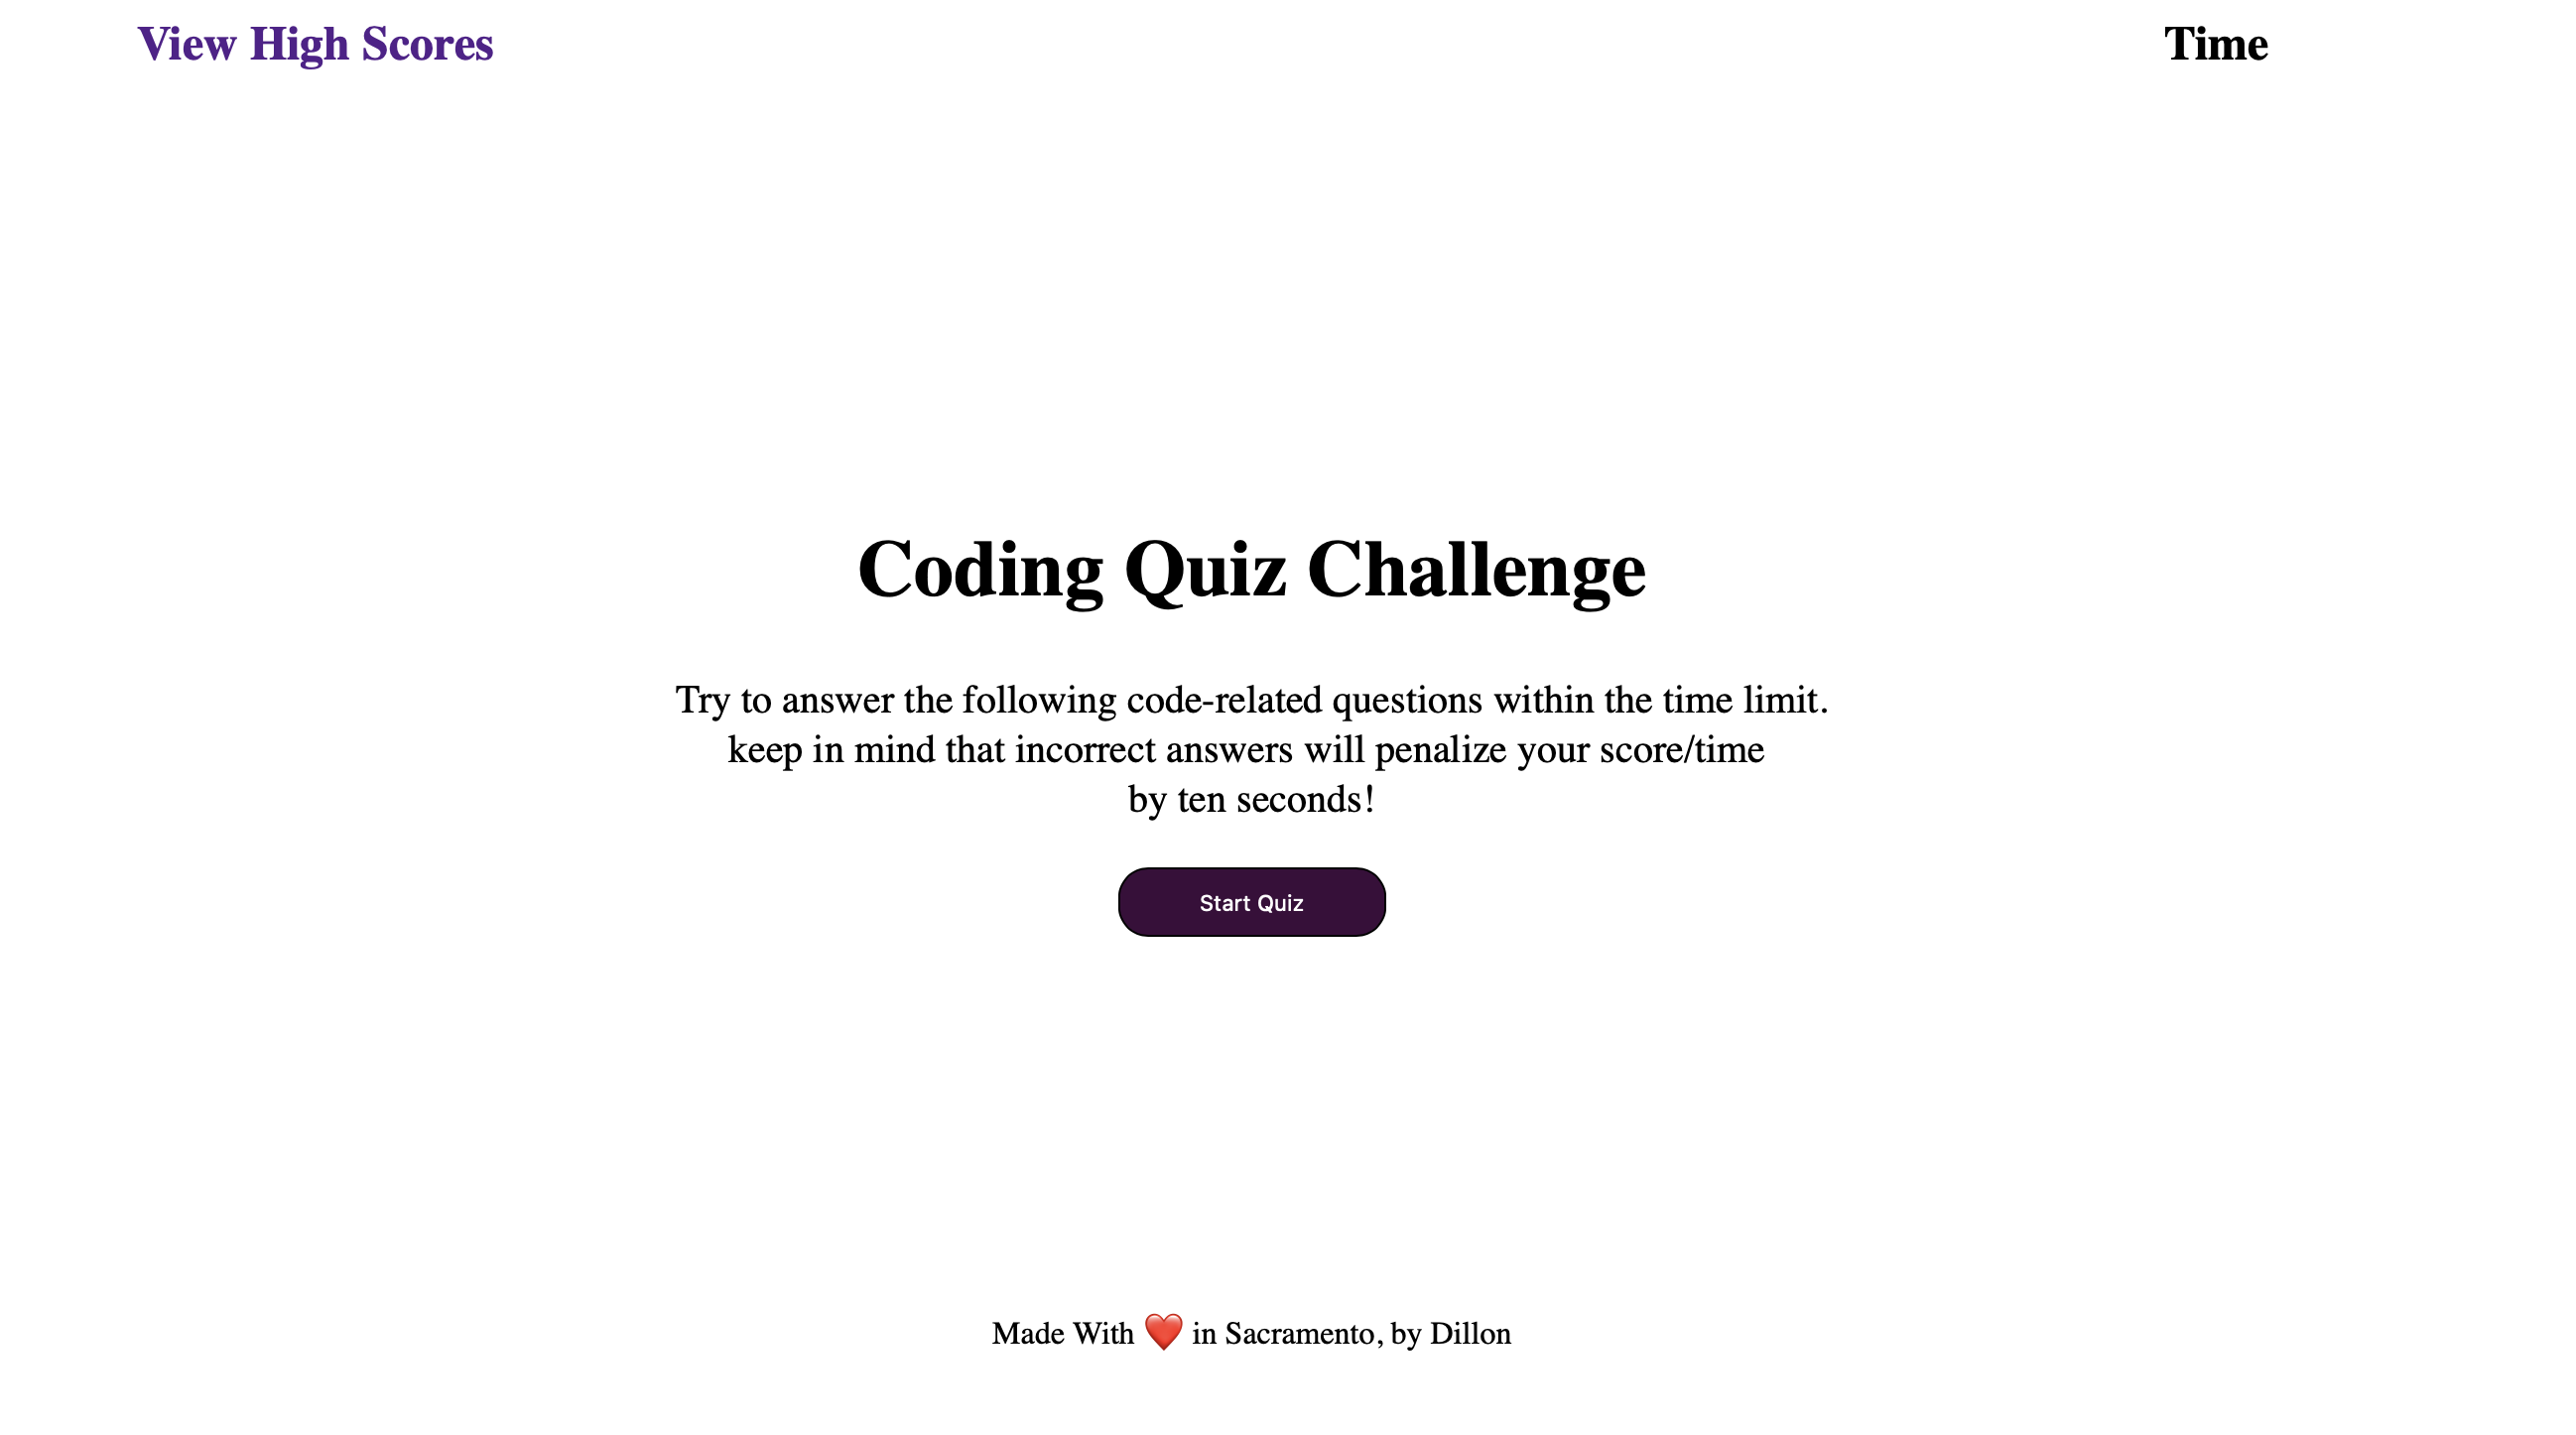 View High Scores
Time
Coding Quiz Challenge
Try to answer the following code-related questions within the time limit.
keep in mind that incorrect answers will penalize your score/time
by ten seconds!
Start Quiz
Made With ❤️ in Sacramento, by Dillon